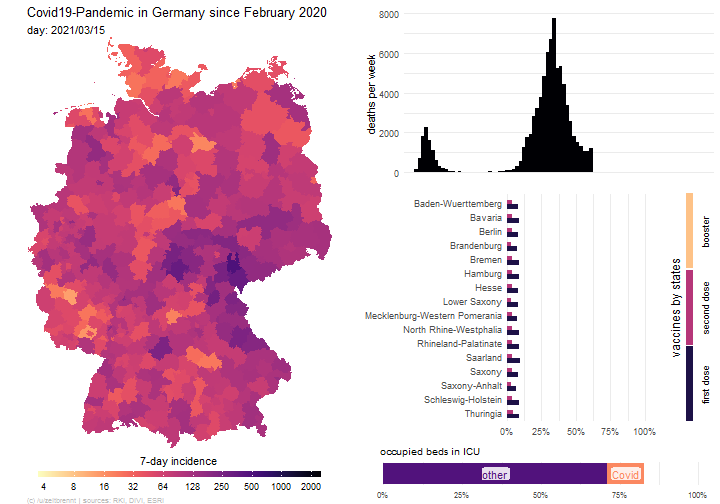 Covid19-Pandemic in Germany since February 2020
day: 2021/03/15
7-day incidence
4 8 16 32 64 128 256 500 1000 2000
(c) /u/zeitbrennt | sources: RKI, DIVI, ESRI
deaths per week
8000
6000
4000
2000
0
Baden-Wuerttemberg
Bavaria
Berlin
Brandenburg
Bremen
Hamburg
Hesse
Lower Saxony
Mecklenburg-Western Pomerania
North Rhine-Westphalia
Rhineland-Palatinate
Saarland
Saxony
Saxony-Anhalt
Schleswig-Holstein
Thuringia
0% 25% 50% 75% 100%
vaccines by states
booster
second dose
first dose
occupied beds in ICU
other
Covid
0% 25% 50% 75% 100%